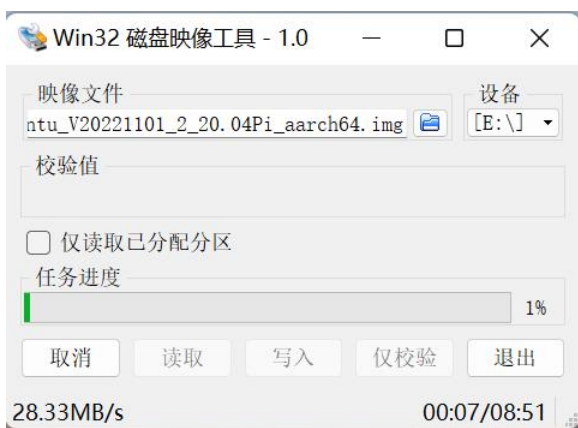 Win32 磁盘映像工具 - 1.0
映像文件
设备
ntu_V20221101_2_20.04Pi_aarch64.img
[E:\]
校验值
仅读取已分配分区
任务进度
1%
取消 读取 写入 仅校验 退出
28.33MB/s 00:07/08:51